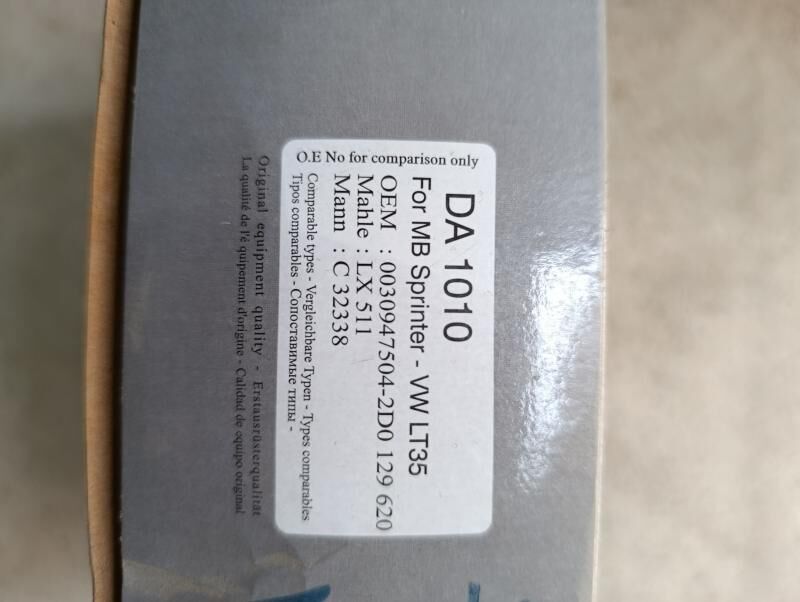 O.E No for comparison only
DA 1010
For MB Sprinter - VW LT35
OEM : 0030947504-2D0 129 620
Mahle : LX 511
Mann : C 32338
Comparable types - Vergleichbare Typen - Types comparables
Tipos comparables - Сопоставимые типы -
Original equipment quality - Erstausrüsterqualität
La qualité de l'é quipement d'origine - Calidad de equipo original